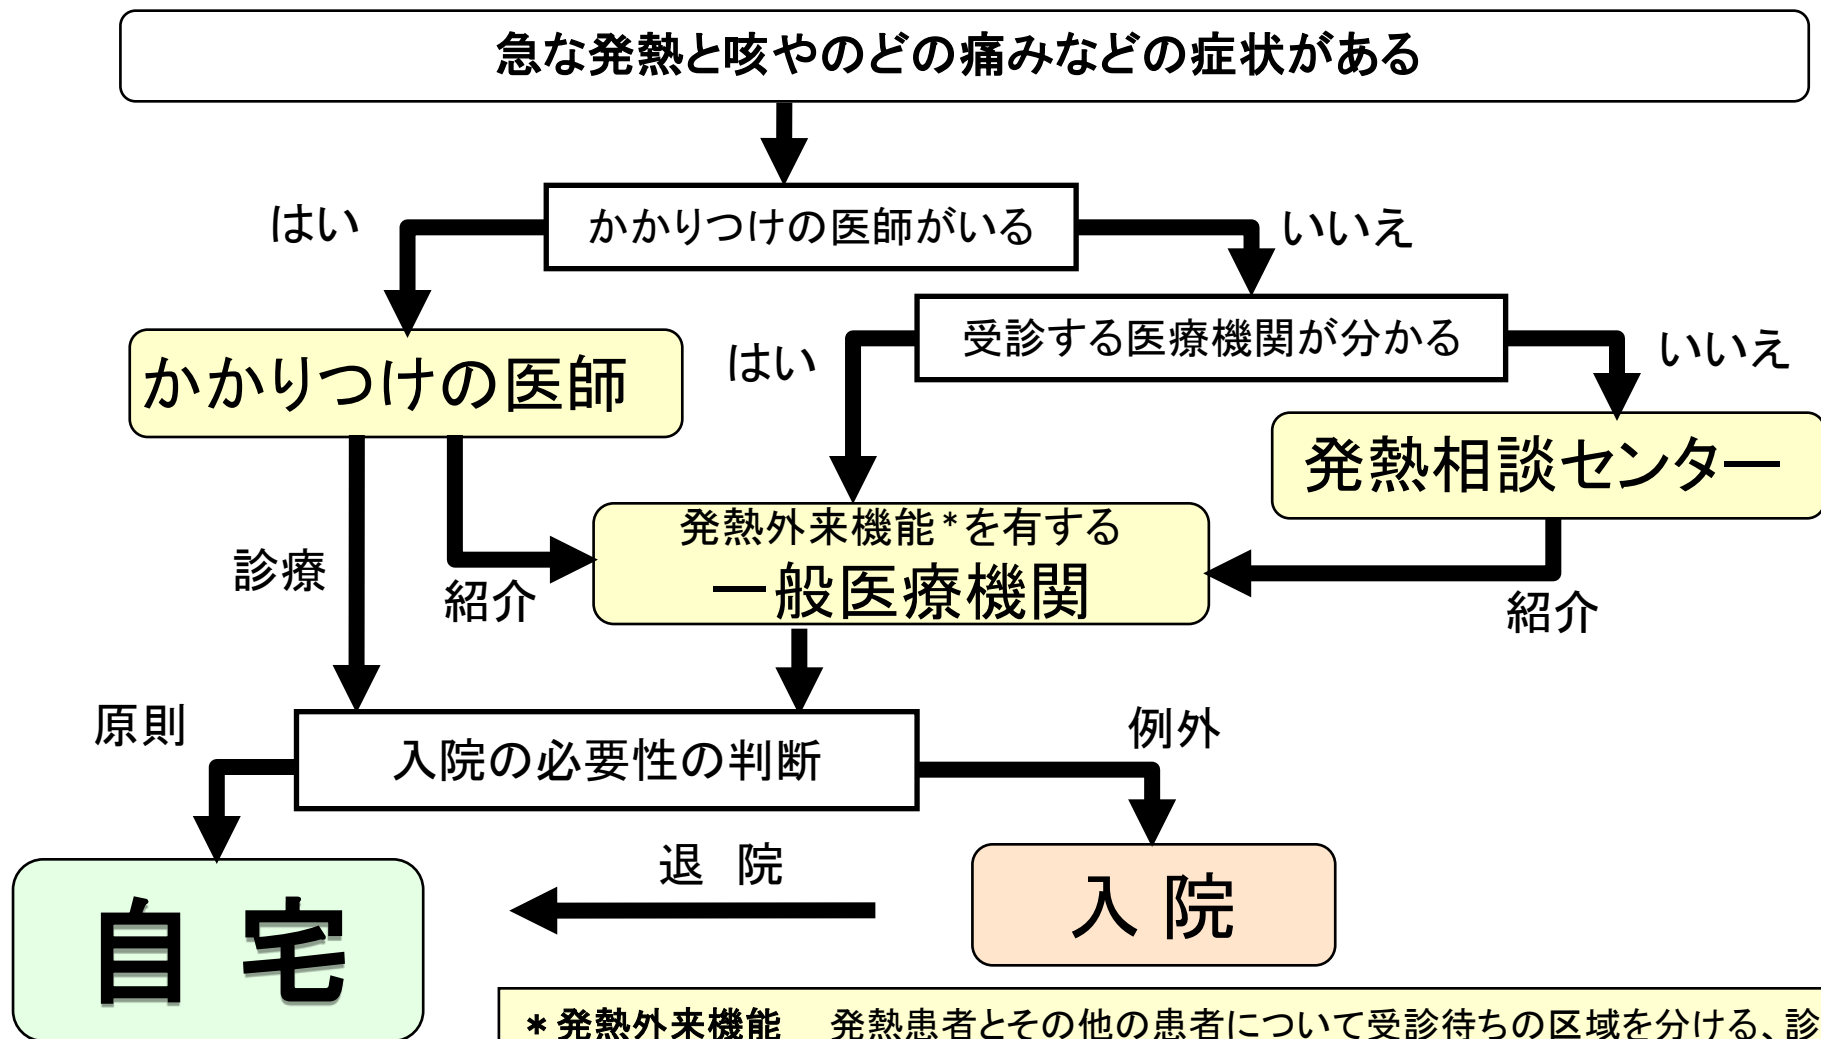 急な発熱と咳やのどの痛みなどの症状がある
かかりつけの医師がいる
はい
いいえ
受診する医療機関が分かる
はい
いいえ
かかりつけの医師
発熱相談センター
発熱外来機能*を有する
一般医療機関
診療
紹介
紹介
原則
入院の必要性の判断
例外
自 宅
退 院
入 院
*発熱外来機能 発熱患者とその他の患者について受診待ちの区域を分ける、診